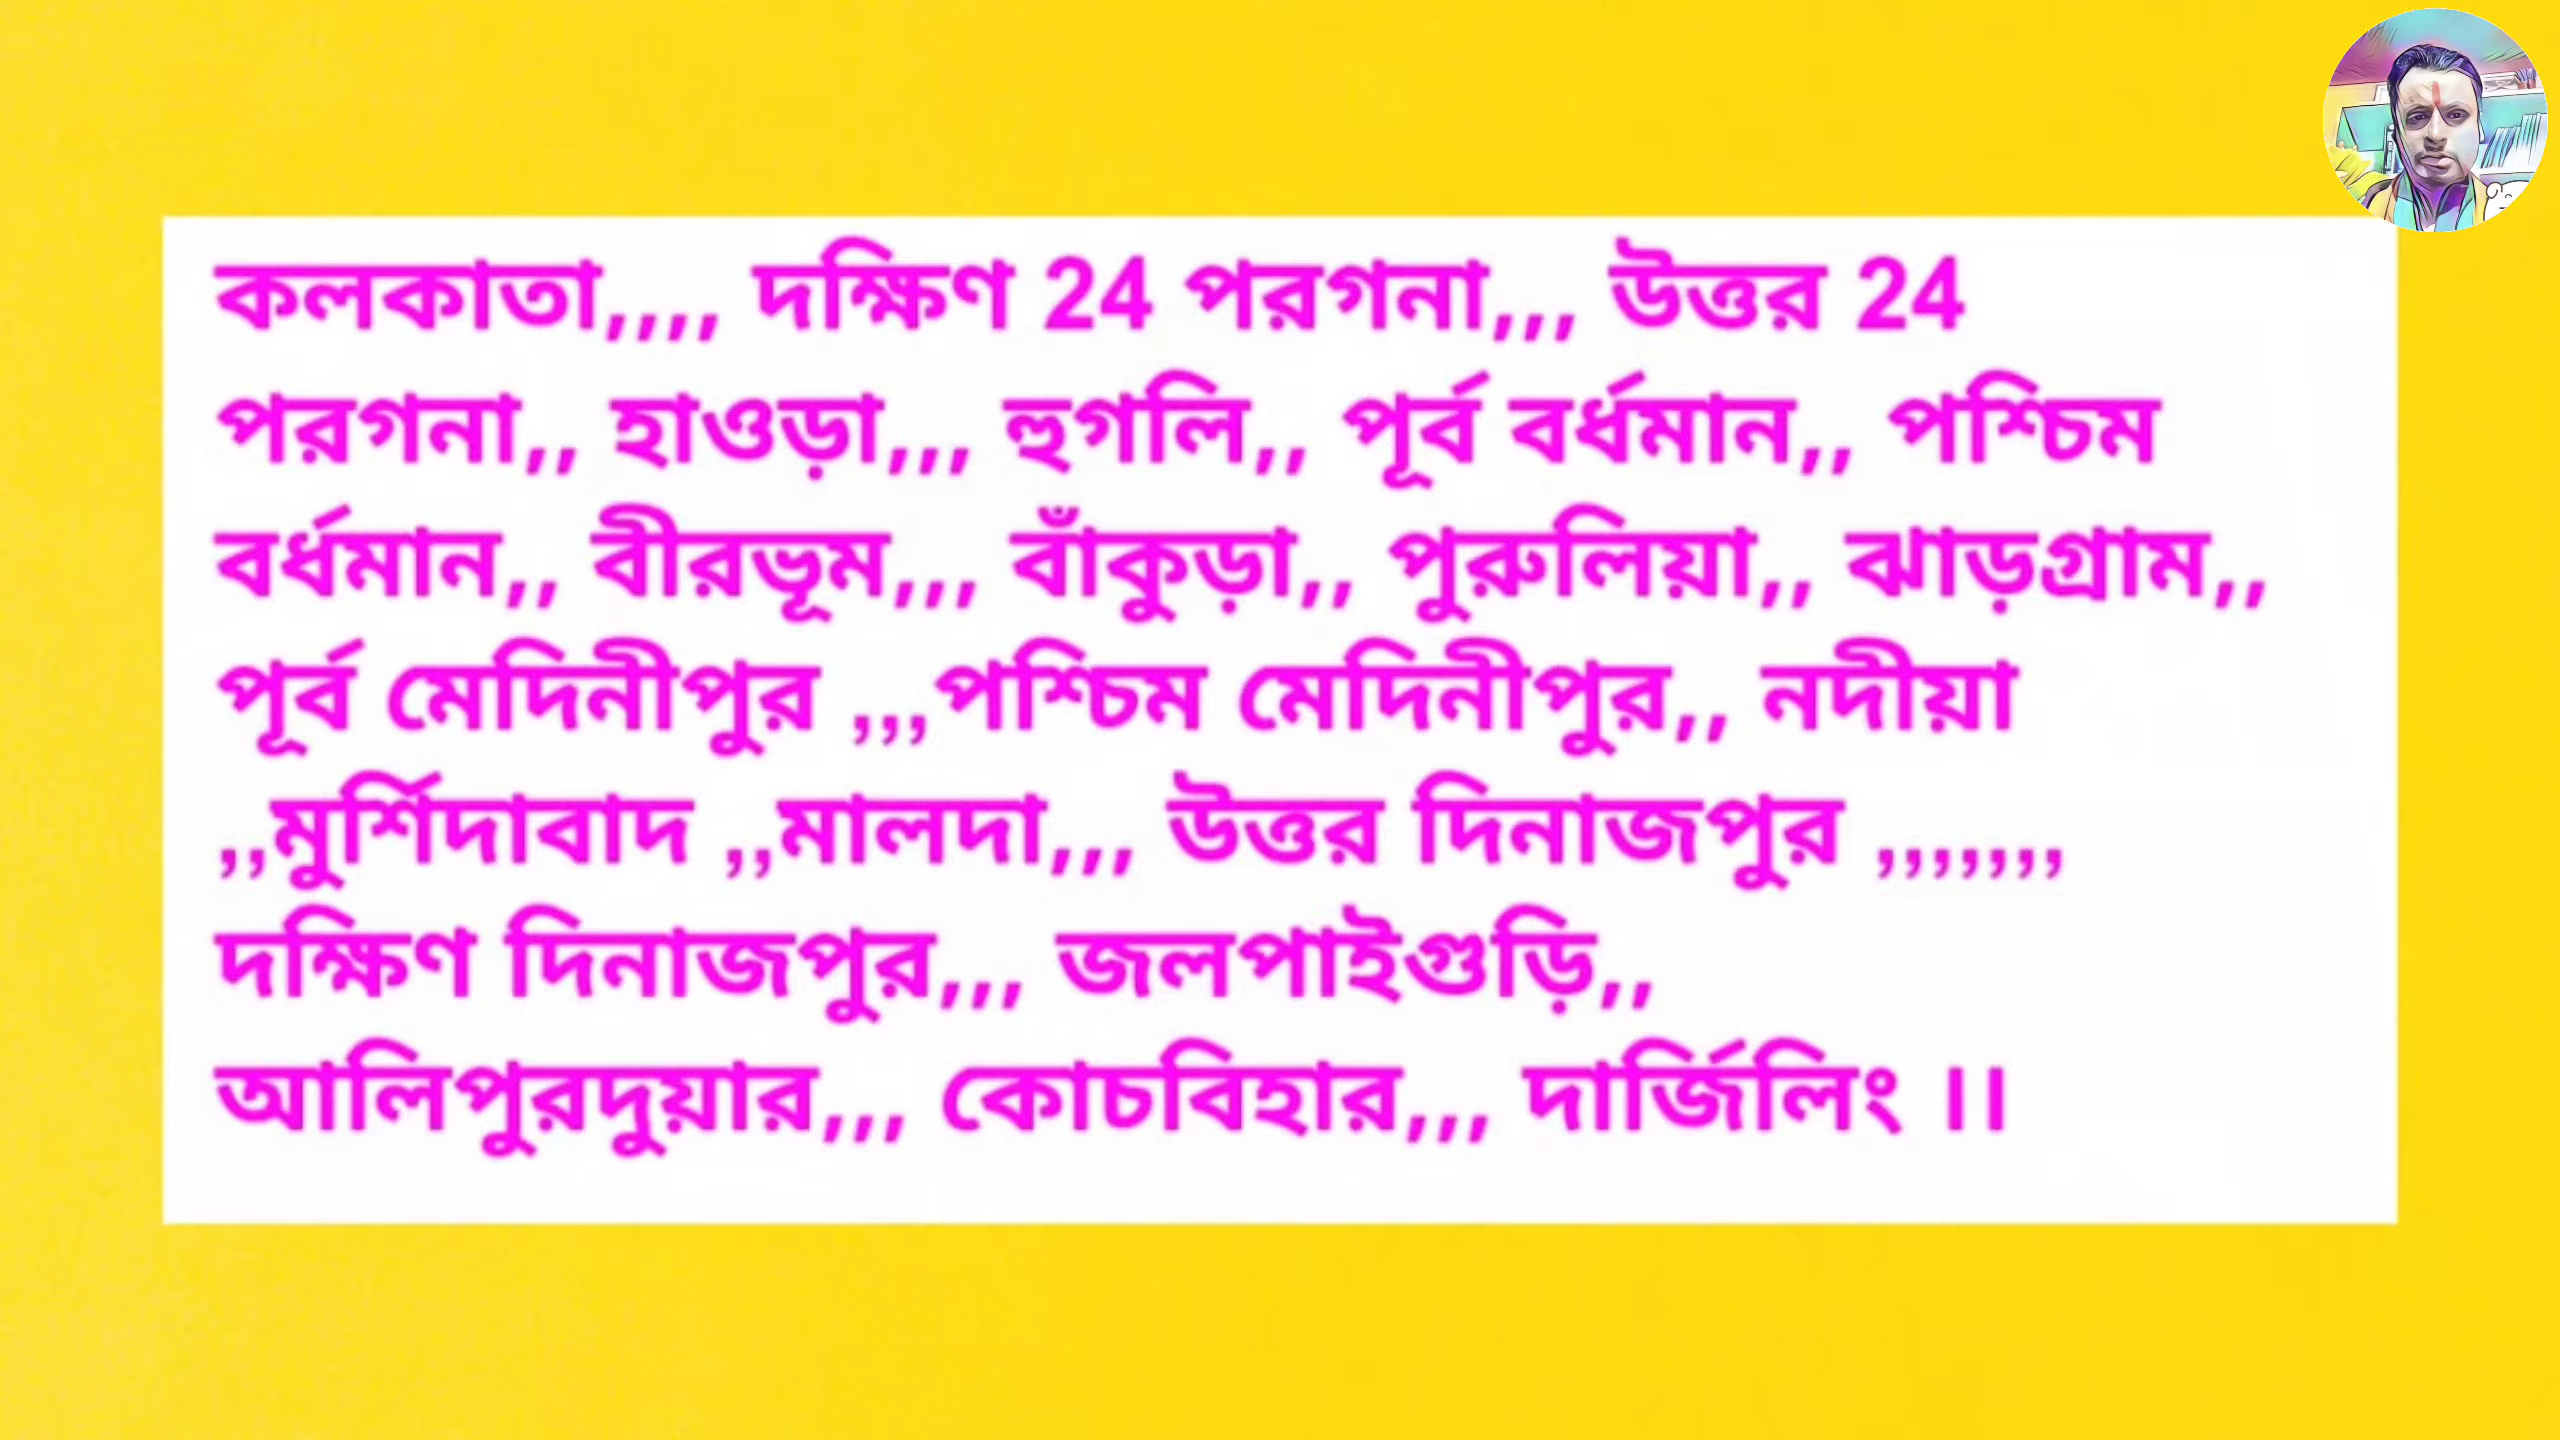 কলকাতা,,,, দক্ষিণ 24 পরগনা,,, উত্তর 24
পরগনা,, হাওড়া,,, হুগলি,, পূর্ব বর্ধমান,, পশ্চিম
বর্ধমান,, বীরভূম,,, বাঁকুড়া,, পুরুলিয়া,, ঝাড়গ্রাম,,
পূর্ব মেদিনীপুর ,,,পশ্চিম মেদিনীপুর,, নদীয়া
,,মুর্শিদাবাদ ,,মালদা,,, উত্তর দিনাজপুর ,,,,,,,
দক্ষিণ দিনাজপুর,,, জলপাইগুড়ি,,
আলিপুরদুয়ার,,, কোচবিহার,,, দার্জিলিং ।।